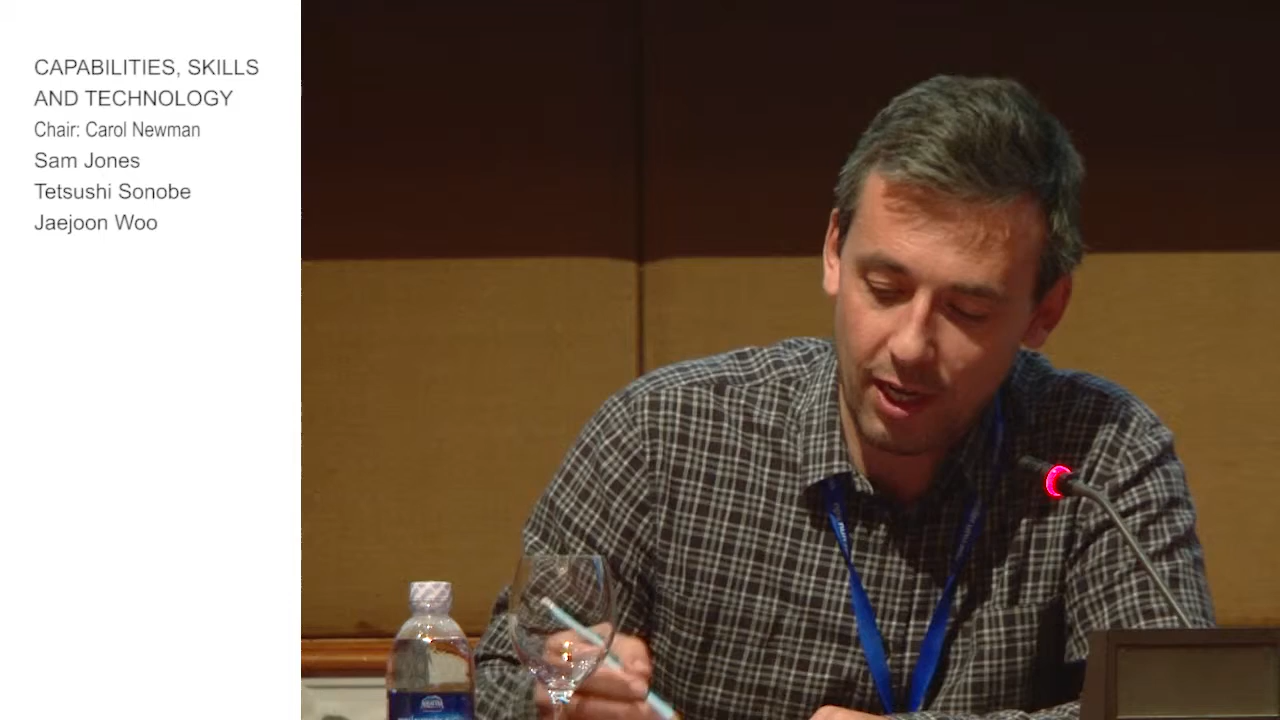 CAPABILITIES, SKILLS
AND TECHNOLOGY
Chair: Carol Newman
Sam Jones
Tetsushi Sonobe
Jaejoon Woo